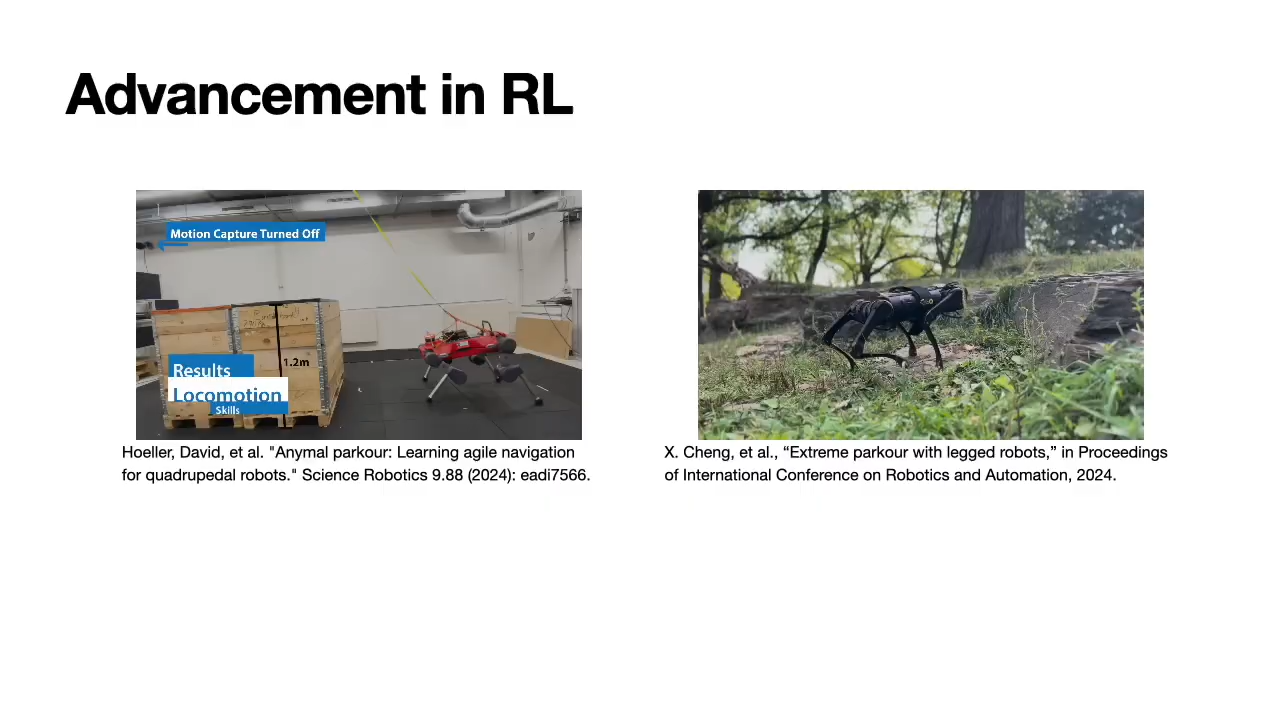 Advancement in RL
Motion Capture Turned Off
1.2m
Results
Locomotion
Skills
Hoeller, David, et al. "Anymal parkour: Learning agile navigation
for quadrupedal robots." Science Robotics 9.88 (2024): eadi7566.
X. Cheng, et al., “Extreme parkour with legged robots,” in Proceedings
of International Conference on Robotics and Automation, 2024.